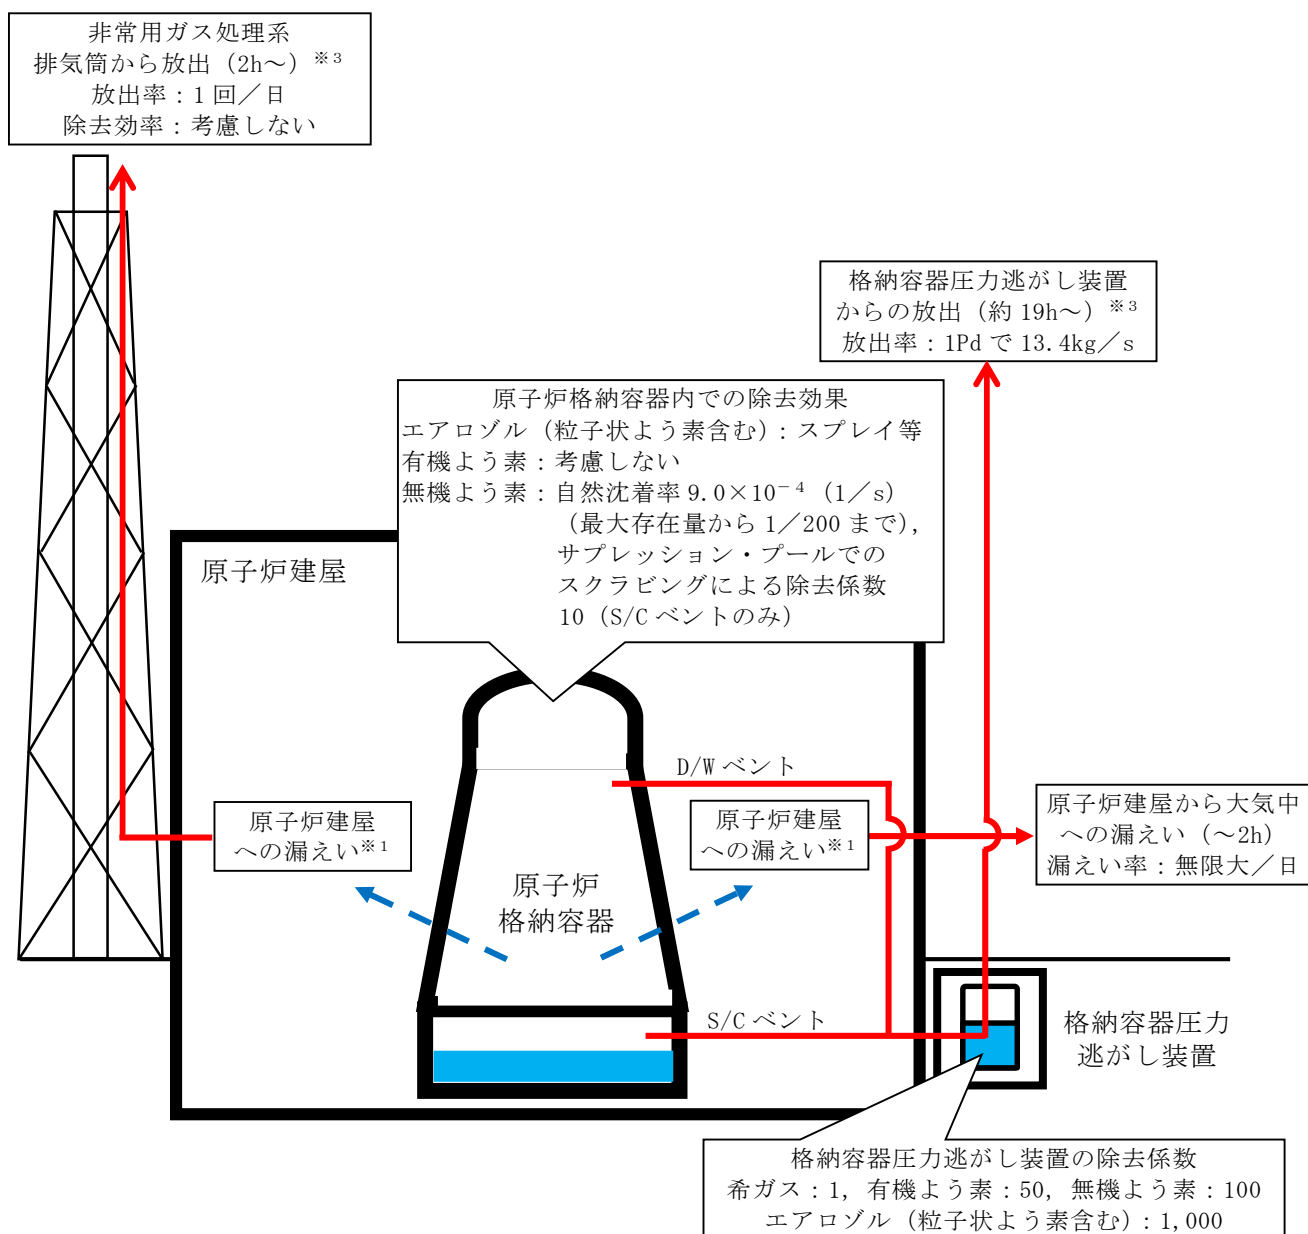 非常用ガス処理系
排気筒から放出（2h～）※3
放出率：1回／日
除去効率：考慮しない
格納容器圧力逃がし装置
からの放出（約19h～）※3
放出率：1Pdで13.4kg／s
原子炉格納容器内での除去効果
エアロゾル（粒子状よう素含む）：スプレイ等
有機よう素：考慮しない
無機よう素：自然沈着率9.0×10⁻⁴（1／s）
（最大存在量から1／200まで），
サプレッション・プールでの
スクラビングによる除去係数
10（S/Cベントのみ）
原子炉建屋
D/Wベント
原子炉建屋
への漏えい※1
原子炉建屋
への漏えい※1
原子炉建屋から大気中
への漏えい（～2h）
漏えい率：無限大／日
原子炉
格納容器
S/Cベント
格納容器圧力
逃がし装置
格納容器圧力逃がし装置の除去係数
希ガス：1，有機よう素：50，無機よう素：100
エアロゾル（粒子状よう素含む）：1,000